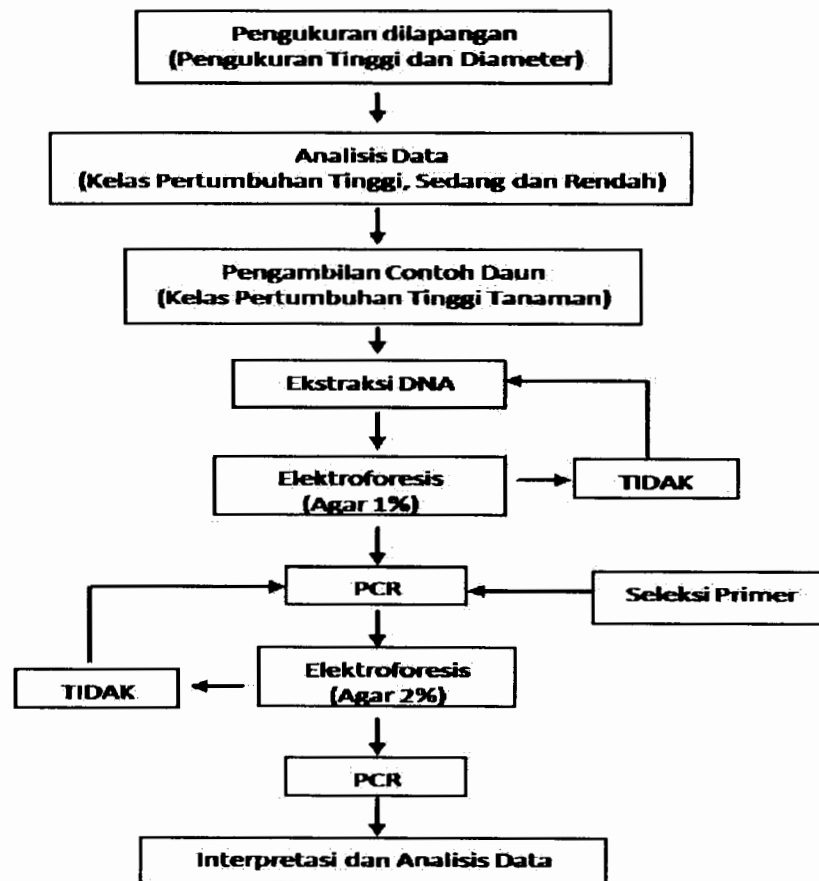 Pengukuran dilapangan
(Pengukuran Tinggi dan Diameter)
Analisis Data
(Kelas Pertumbuhan Tinggi, Sedang dan Rendah)
Pengambilan Contoh Daun
(Kelas Pertumbuhan Tinggi Tanaman)
Ekstraksi DNA
Elektroforesis
(Agar 1%)
TIDAK
PCR
Seleksi Primer
Elektroforesis
(Agar 2%)
TIDAK
PCR
Interpretasi dan Analisis Data